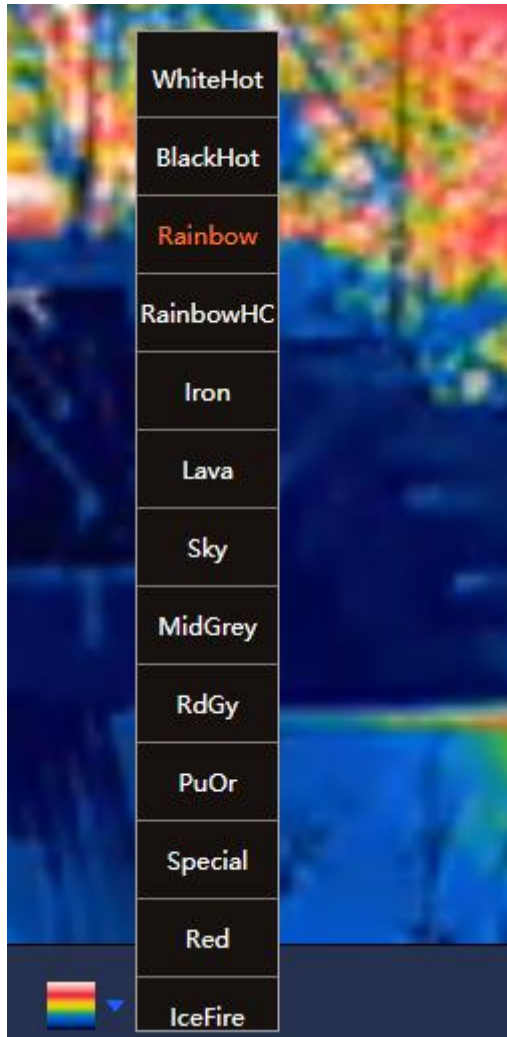 WhiteHot
BlackHot
Rainbow
RainbowHC
Iron
Lava
Sky
MidGrey
RdGy
PuOr
Special
Red
IceFire